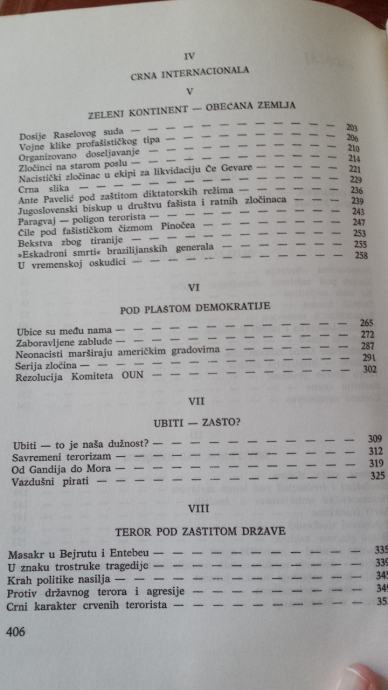 IV
CRNA INTERNACIONALA
V
ZELENI KONTINENT — OBEĆANA ZEMLJA
Dosije Raselovog suda — — — — — — — — — 203
Vojne klike profašističkog tipa — — — — — — — 206
Organizovano doseljavanje — — — — — — — — 210
Zločinci na starom poslu — — — — — — — — 214
Nacistički zločinac u ekipi za likvidaciju Če Gevare — — — 221
Crna slika — — — — — — — — — — — 229
Ante Pavelić pod zaštitom diktatorskih režima — — — — 236
Jugoslovenski biskup u društvu fašista i ratnih zločinaca — — 239
Paragvaj — poligon terorista — — — — — — — 243
Čile pod fašističkom čizmom Pinočea — — — — — — 247
Bekstva zbog tiranije — — — — — — — — — 253
»Eskadroni smrti« brazilijanskih generala — — — — — 255
U vremenskoj oskudici — — — — — — — — — 258
VI
POD PLAŠTOM DEMOKRATIJE
Ubice su među nama — — — — — — — — — — 265
Zaboravljene zablude — — — — — — — — — 272
Neonacisti marširaju američkim gradovima — — — — — 287
Serija zločina — — — — — — — — — — — 291
Rezolucija Komiteta OUN — — — — — — — — 302
VII
UBITI — ZAŠTO?
Ubiti — to je naša dužnost? — — — — — — — — 309
Savremeni terorizam — — — — — — — — — — 312
Od Gandija do Mora — — — — — — — — — — 319
Vazdušni pirati — — — — — — — — — — — 325
VIII
TEROR POD ZAŠTITOM DRŽAVE
Masakr u Bejrutu i Entebeu — — — — — — — — 335
U znaku trostruke tragedije — — — — — — — — 339
Krah politike nasilja — — — — — — — — — — 345
Protiv državnog terora i agresije — — — — — — — 34
Crni karakter crvenih terorista — — — — — — — 35
406